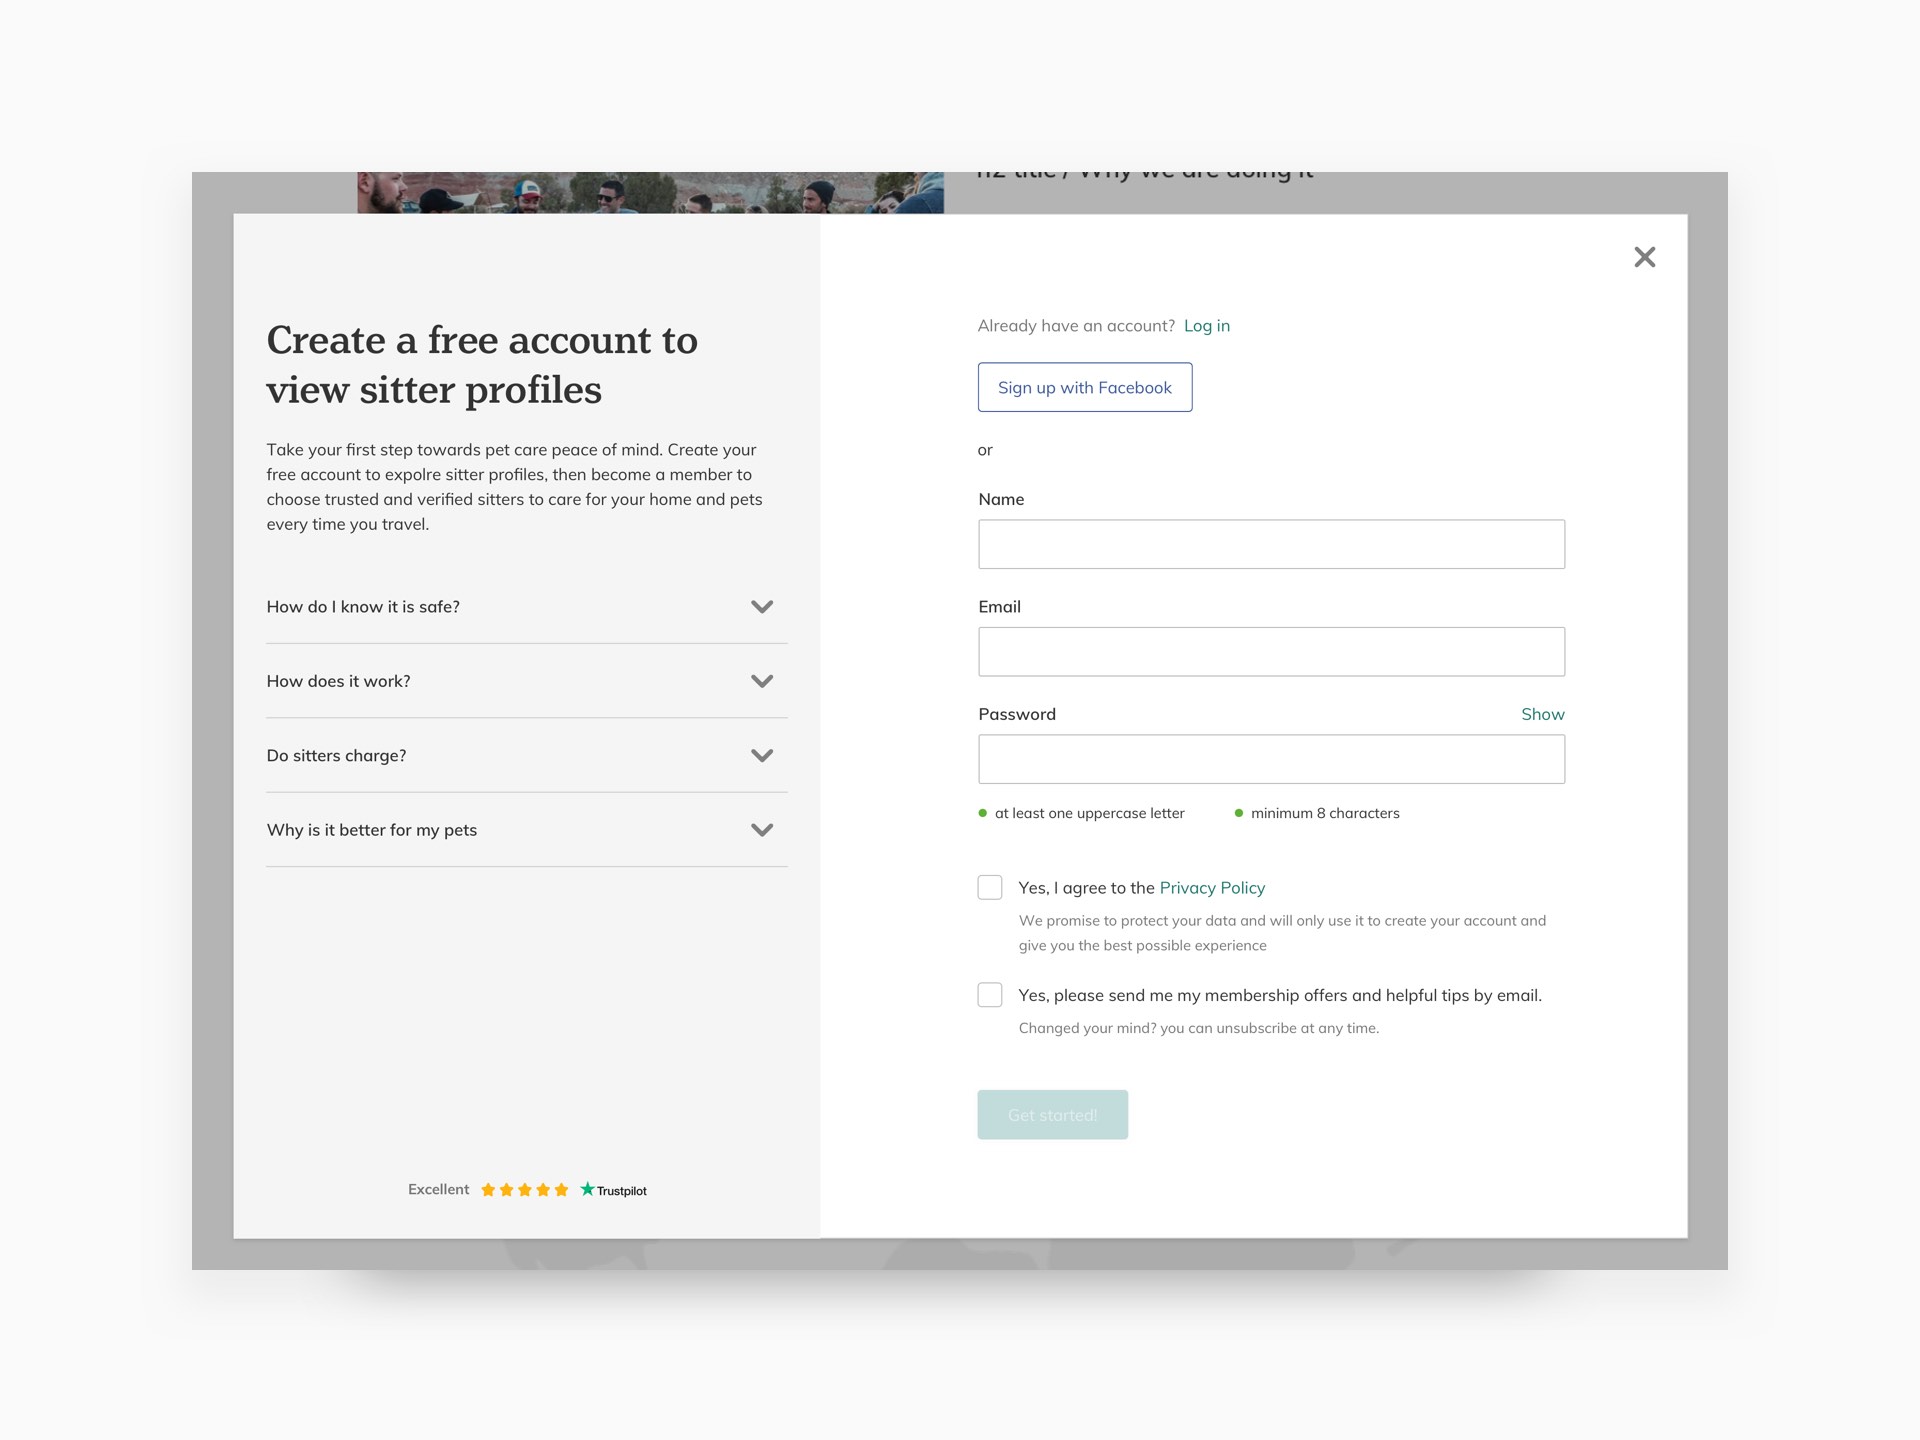 h2 title / Why we are doing it
Create a free account to
view sitter profiles
Take your first step towards pet care peace of mind. Create your
free account to expolre sitter profiles, then become a member to
choose trusted and verified sitters to care for your home and pets
every time you travel.
How do I know it is safe?
How does it work?
Do sitters charge?
Why is it better for my pets
Excellent Trustpilot
Already have an account? Log in
Sign up with Facebook
or
Name
Email
Password Show
at least one uppercase letter minimum 8 characters
Yes, I agree to the Privacy Policy
We promise to protect your data and will only use it to create your account and
give you the best possible experience
Yes, please send me my membership offers and helpful tips by email.
Changed your mind? you can unsubscribe at any time.
Get started!